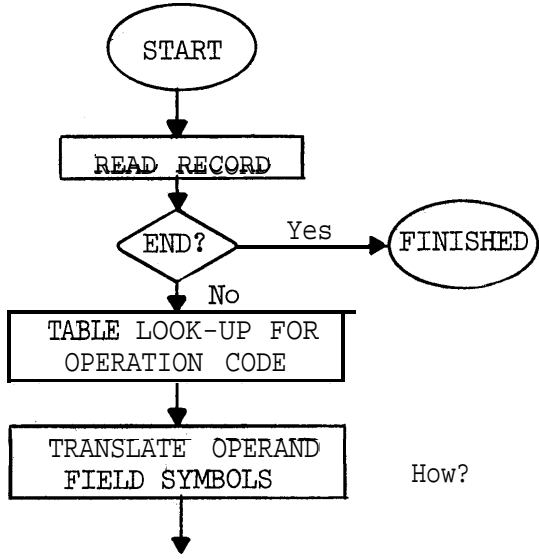 START
READ RECORD
END?
Yes
FINISHED
No
TABLE LOOK-UP FOR
OPERATION CODE
TRANSLATE OPERAND
FIELD SYMBOLS
How?